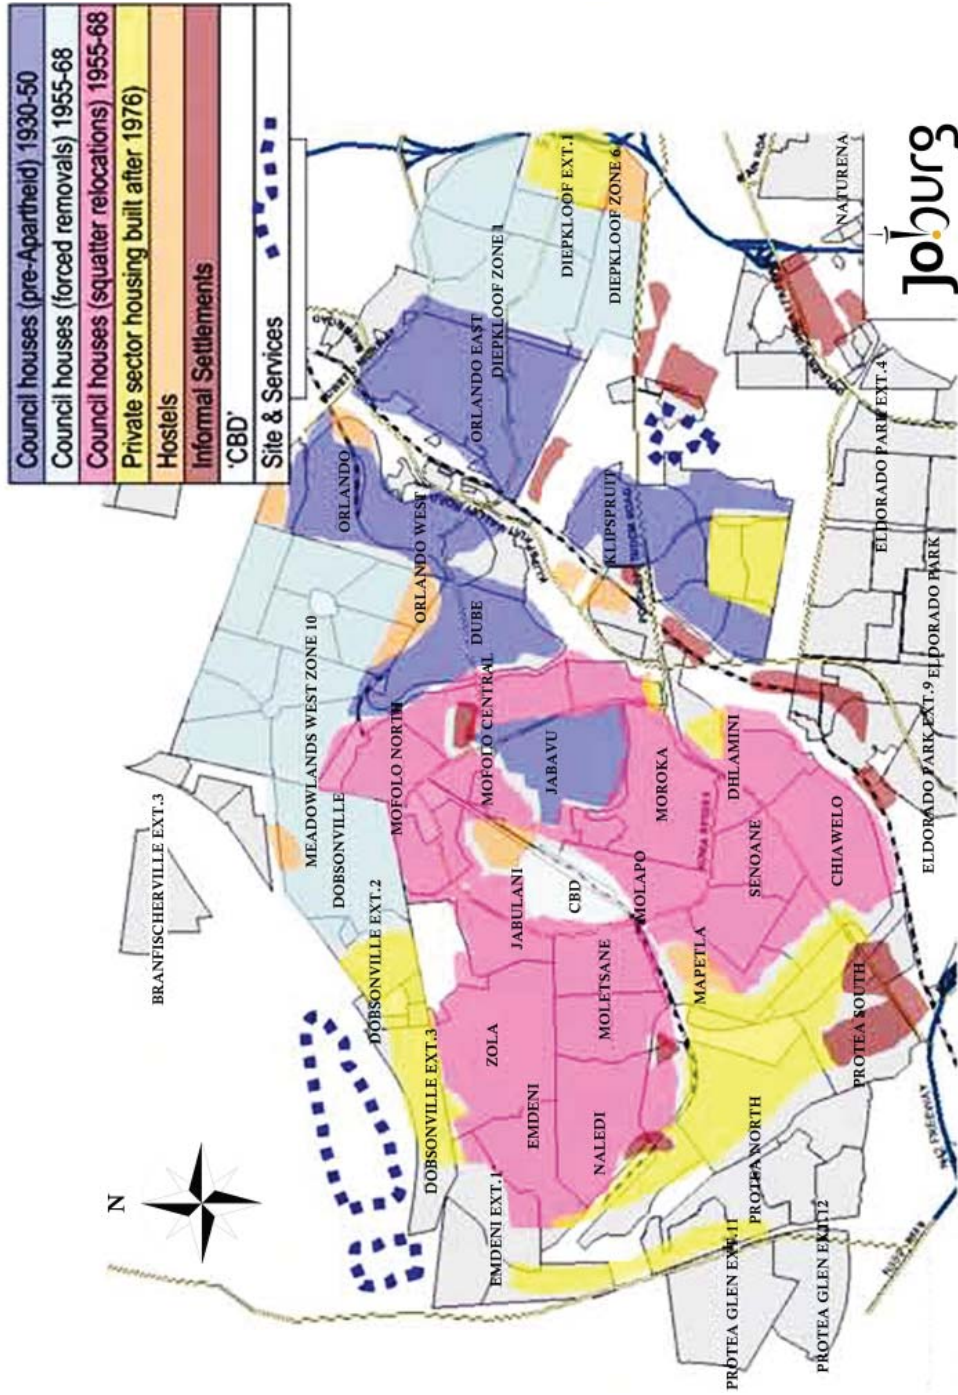 Council houses (pre-Apartheid) 1930-50
Council houses (forced removals) 1955-68
Council houses (squatter relocations) 1955-68
Private sector housing built after 1976)
Hostels
Informal Settlements
'CBD'
Site & Services
N
BRANFISCHERVILLE EXT.3
MEADOWLANDS WEST ZONE 10
DOBSONVILLE
DOBSONVILLE EXT.2
DOBSONVILLE EXT.3
MOFOLO NORTH
MOFOLO CENTRAL
ORLANDO
ORLANDO WEST
ORLANDO EAST
DIEPKLOOF ZONE 1
DIEPKLOOF EXT.1
DIEPKLOOF ZONE 6
DUBE
JABAVU
JABULANI
CBD
ZOLA
EMDENI
EMDENI EXT.1
MOLETSANE
NALEDI
MOLAPO
MOROKA
KLIPSPRUIT
DHLAMINI
SENOANE
MAPETLA
CHIAWELO
PROTEA SOUTH
PROTEA NORTH
PROTEA GLEN EXT.11
PROTEA GLEN EXT.12
ELDORADO PARK EXT.9
ELDORADO PARK
ELDORADO PARK EXT.4
NATURENA
Joburg